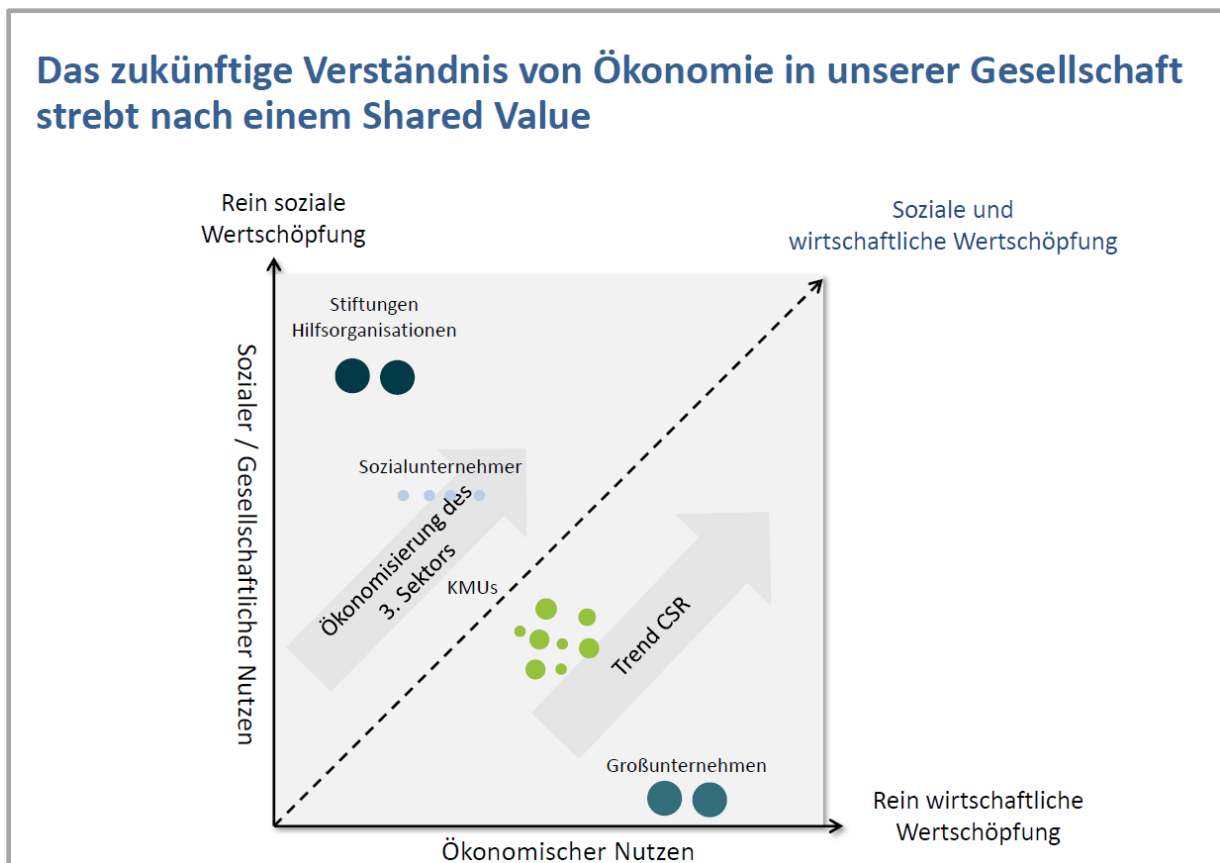 Das zukünftige Verständnis von Ökonomie in unserer Gesellschaft
strebt nach einem Shared Value
Rein soziale
Wertschöpfung
Soziale und
wirtschaftliche Wertschöpfung
Stiftungen
Hilfsorganisationen
Sozialer / Gesellschaftlicher Nutzen
Sozialunternehmer
Ökonomisierung des
3. Sektors
KMUs
Trend CSR
Großunternehmen
Rein wirtschaftliche
Wertschöpfung
Ökonomischer Nutzen